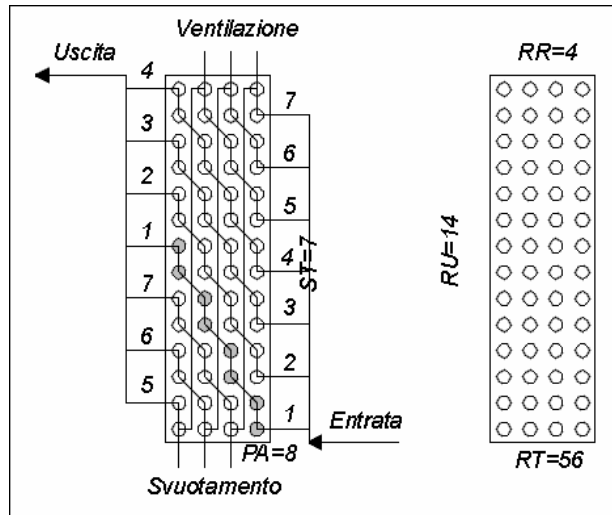 Ventilazione
Uscita
RR=4
4
3
2
1
7
6
5
7
6
5
4
3
2
1
ST=7
RU=14
Entrata
PA=8
RT=56
Svuotamento